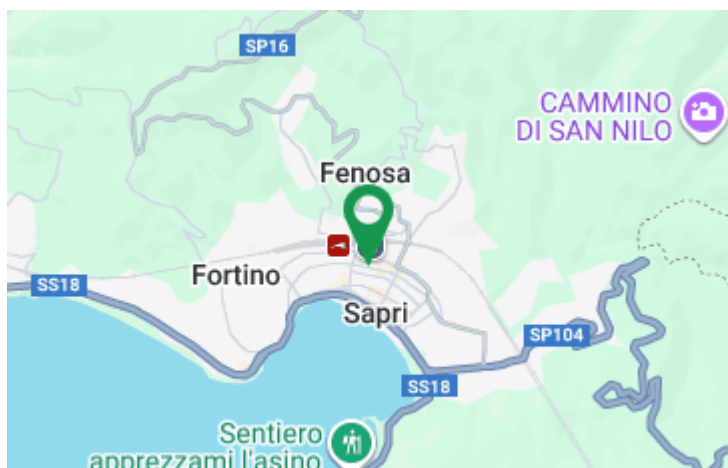 SP16
CAMMINO
DI SAN NILO
Fenosa
Fortino
SS18
Sapri
SP104
SS18
Sentiero
apprezzami l'asino